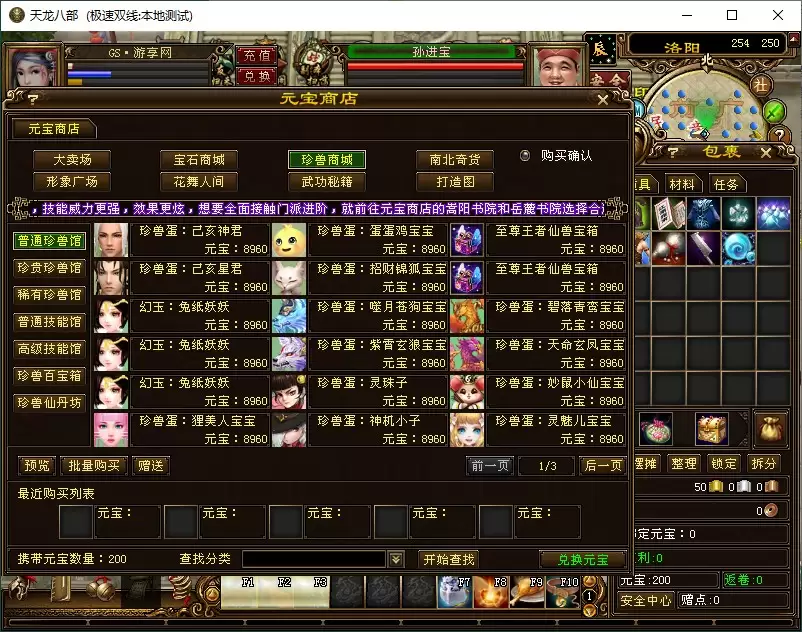 天龙八部 (极速双线:本地测试)
GS·游享网
充值
兑换
孙进宝
洛阳 254 250
北
社
元宝商店
包裹
元宝商店
材料 任务
大卖场 宝石商城 珍兽商城 南北奇货 购买确认
形象广场 花舞人间 武功秘籍 打造图
，技能威力更强，效果更炫，想要全面接触门派进阶，就前往元宝商店的嵩阳书院和岳麓书院选择合
普通珍兽馆
珍贵珍兽馆
稀有珍兽馆
普通技能馆
高级技能馆
珍兽百宝箱
珍兽仙丹坊
珍兽蛋：己亥神君 珍兽蛋：蛋蛋鸡宝宝 至尊王者仙兽宝箱
元宝：8960 元宝：8960 元宝：8960
珍兽蛋：己亥星君 珍兽蛋：招财锦狐宝宝 至尊王者仙兽宝箱
元宝：8960 元宝：8960 元宝：8960
幻玉：兔纸妖妖 珍兽蛋：噬月苍狗宝宝 珍兽蛋：碧落青鸾宝宝
元宝：8960 元宝：8960 元宝：8960
幻玉：兔纸妖妖 珍兽蛋：紫霄玄狼宝宝 珍兽蛋：天命玄凤宝宝
元宝：8960 元宝：8960 元宝：8960
幻玉：兔纸妖妖 珍兽蛋：灵珠子 珍兽蛋：妙鼠小仙宝宝
元宝：8960 元宝：8960 元宝：8960
珍兽蛋：狸美人宝宝 珍兽蛋：神机小子 珍兽蛋：灵魅儿宝宝
元宝：8960 元宝：8960 元宝：8960
预览 批量购买 赠送 前一页 1/3 后一页
摆摊 整理 锁定 拆分
最近购买列表
50 0 0
元宝： 元宝： 元宝： 元宝： 元宝：
0
定元宝：0
携带元宝数量：200 查找分类 开始查找 兑换元宝
利:0
元宝:200 返卷:0
安全中心 赠点:0
F1 F2 F3 F7 F8 F9 F10 1